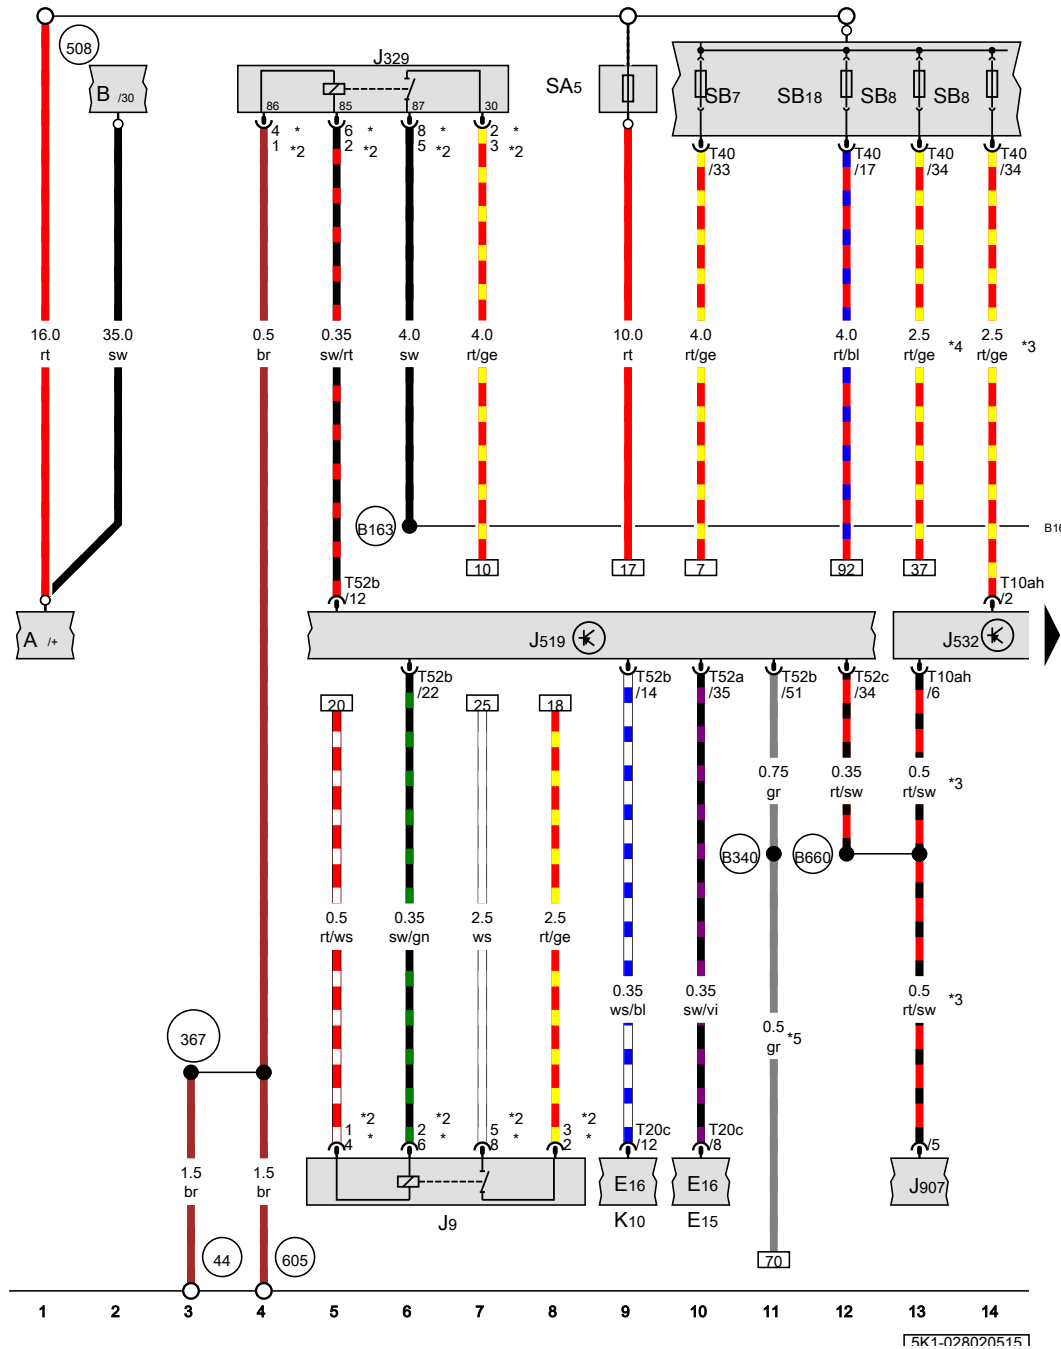 508
B /30
J329
86 85 87 30
4 * 6 * 8 * 2 *
1 *2 2 *2 5 *2 3 *2
SA5
SB7 SB18 SB8 SB8
T40 T40 T40 T40
/33 /17 /34 /34
16.0 35.0 0.5 0.35 4.0 4.0 10.0 4.0 4.0 2.5 *4 2.5 *3
rt sw br sw/rt sw rt/ge rt rt/ge rt/bl rt/ge rt/ge
B163
B16
10 17 7 92 37
T52b T10ah
/12 /2
A /+
J519
J532
T52b T52b T52a T52b T52c T10ah
/22 /14 /35 /51 /34 /6
20 25 18
0.75 0.35 0.5 *3
gr rt/sw rt/sw
B340 B660
0.5 0.35 2.5 2.5
rt/ws sw/gn ws rt/ge
0.35 0.35 0.5 *3
ws/bl sw/vi rt/sw
0.5 *5
gr
367
1 *2 2 *2 5 *2 3 *2
4 * 6 * 8 * 2 *
T20c T20c
/12 /8 /5
1.5 1.5
br br
E16 E16 J907
J9 K10 E15
44 605
70
1 2 3 4 5 6 7 8 9 10 11 12 13 14
5K1-028020515